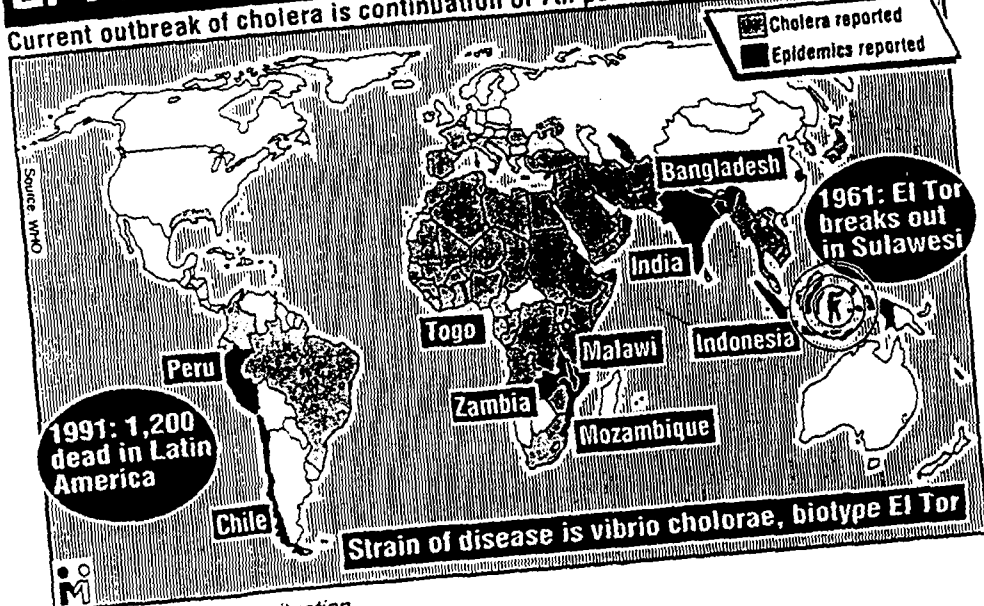 Current outbreak of cholera is continuation of 7th
Cholera reported
Epidemics reported
Source: WHO
Bangladesh
1961: El Tor
breaks out
in Sulawesi
India
Togo
Indonesia
Malawi
Peru
Zambia
Mozambique
1991: 1,200
dead in Latin
America
Chile
Strain of disease is vibrio cholorae, biotype El Tor